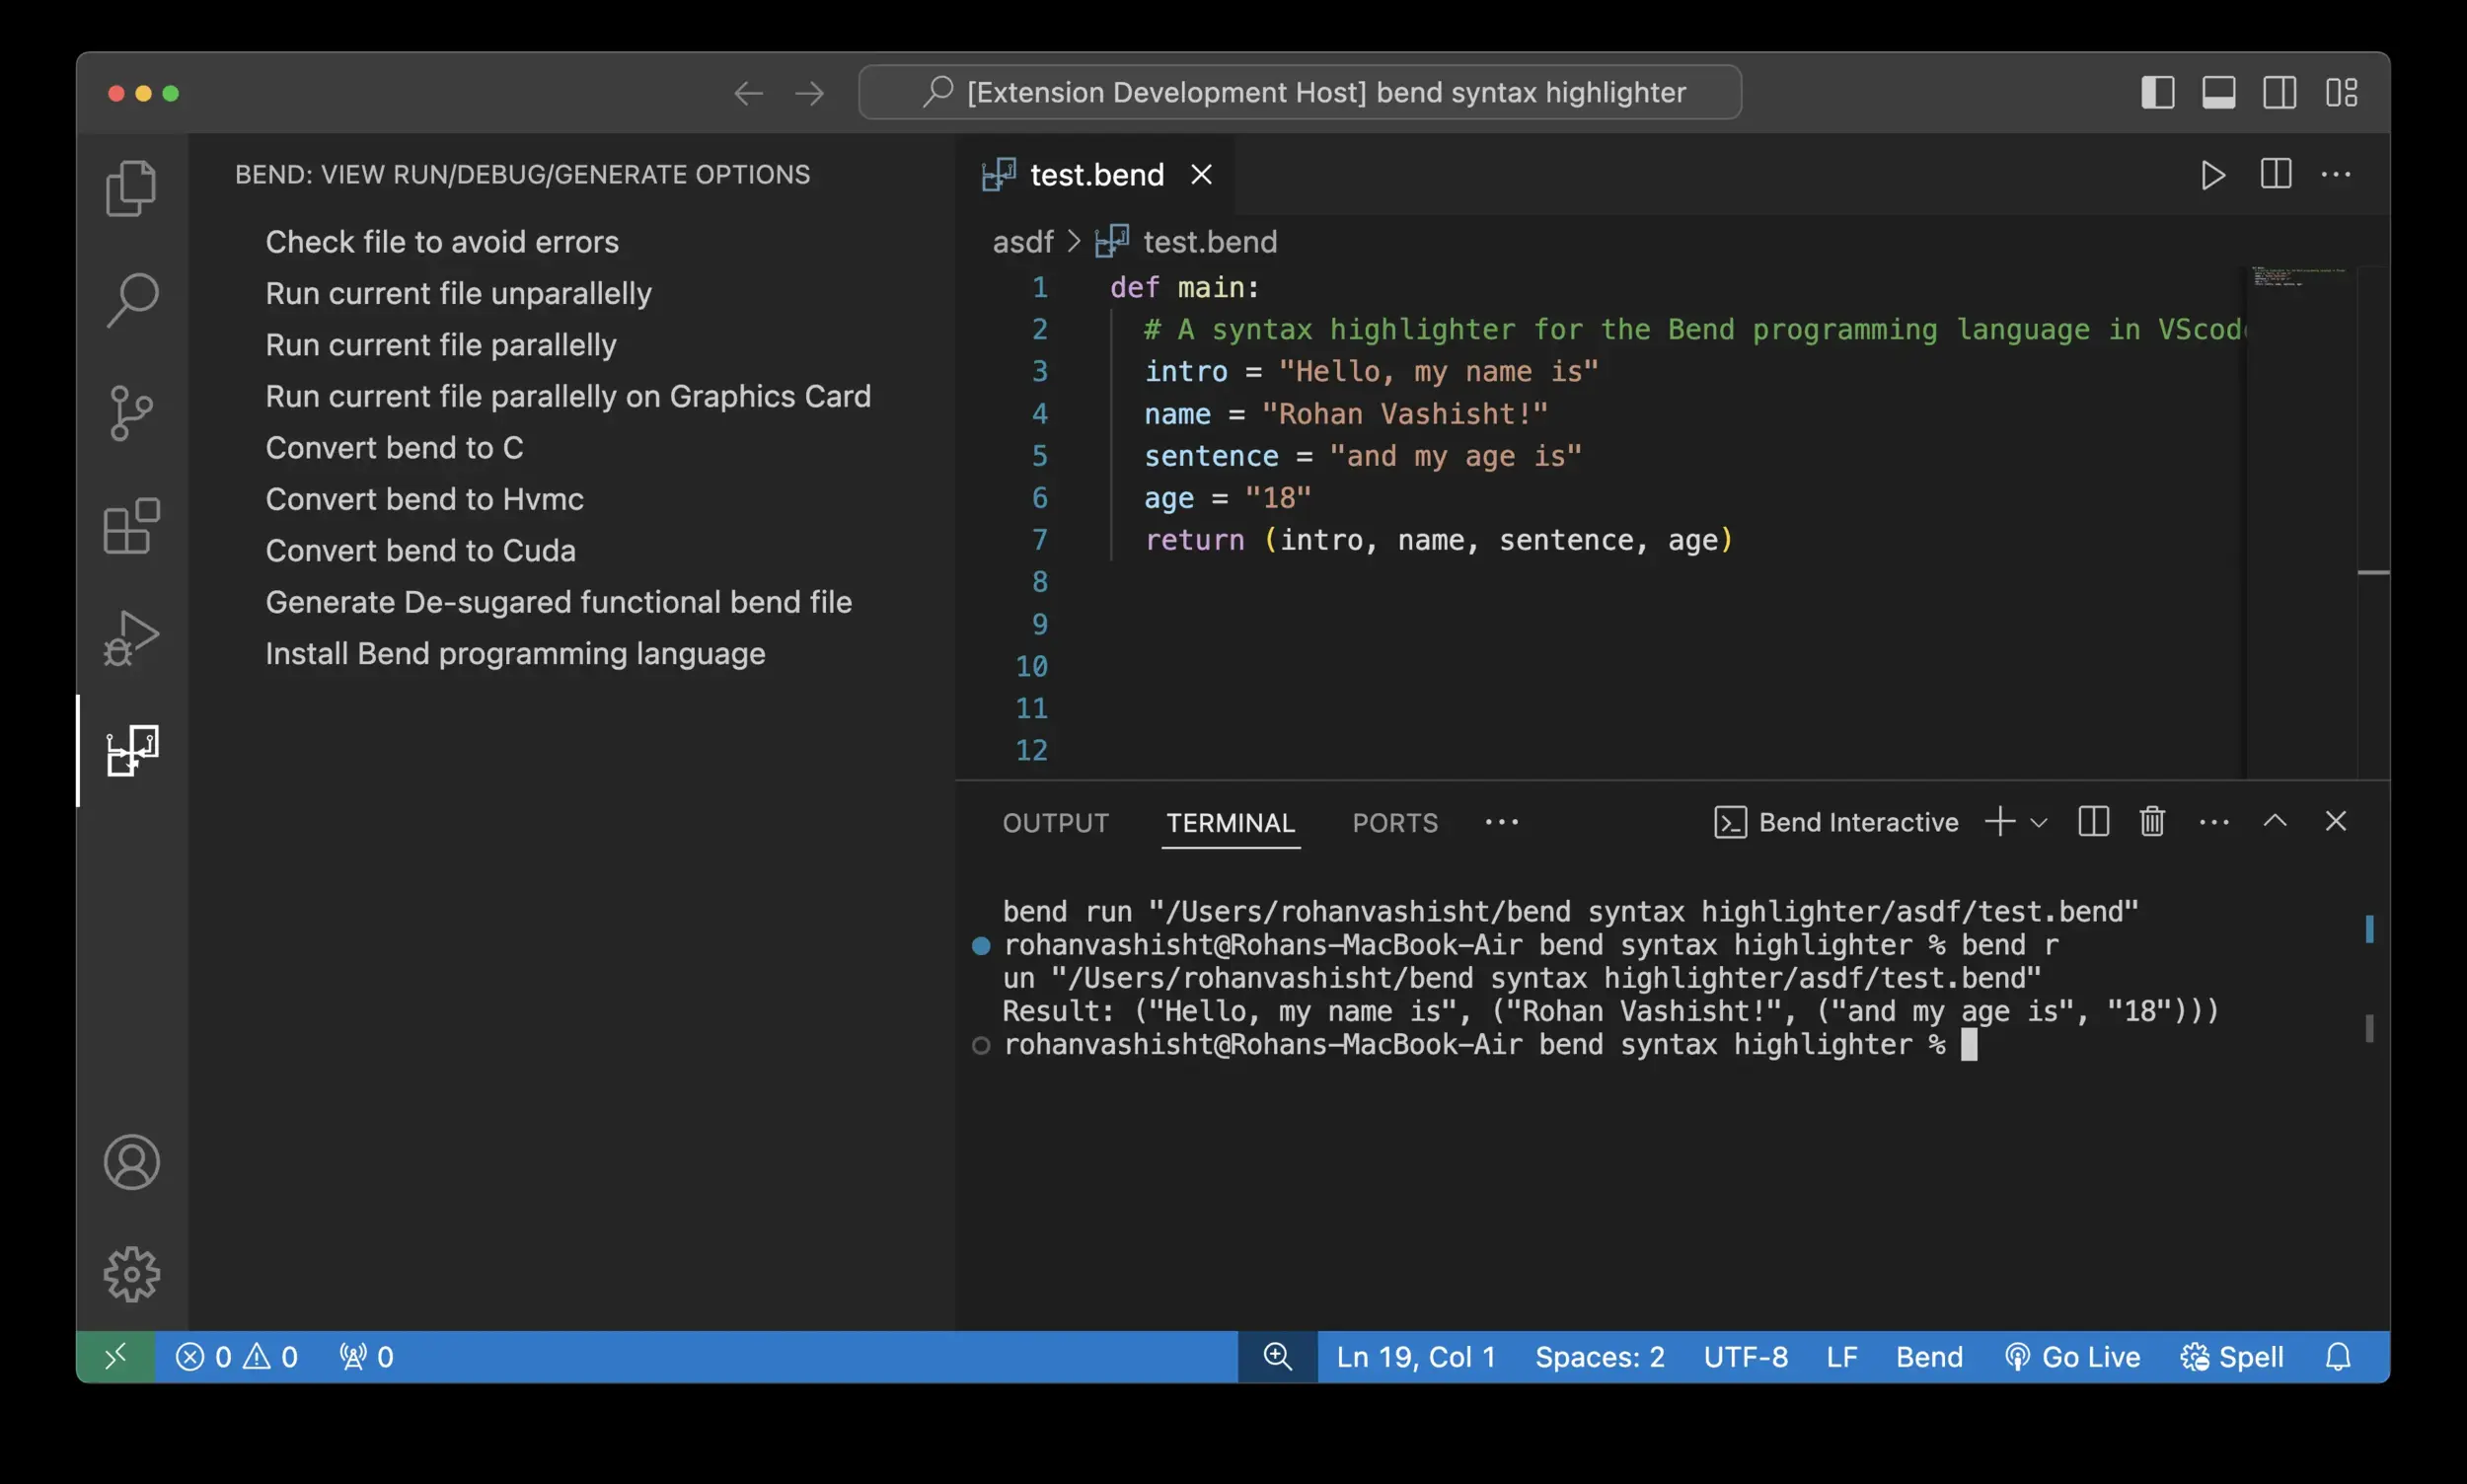 [Extension Development Host] bend syntax highlighter
BEND: VIEW RUN/DEBUG/GENERATE OPTIONS
Check file to avoid errors
Run current file unparallelly
Run current file parallelly
Run current file parallelly on Graphics Card
Convert bend to C
Convert bend to Hvmc
Convert bend to Cuda
Generate De-sugared functional bend file
Install Bend programming language
test.bend
asdf > test.bend
1 def main:
2 # A syntax highlighter for the Bend programming language in VScod
3 intro = "Hello, my name is"
4 name = "Rohan Vashisht!"
5 sentence = "and my age is"
6 age = "18"
7 return (intro, name, sentence, age)
8
9
10
11
12
OUTPUT TERMINAL PORTS ··· Bend Interactive
bend run "/Users/rohanvashisht/bend syntax highlighter/asdf/test.bend"
rohanvashisht@Rohans-MacBook-Air bend syntax highlighter % bend r
un "/Users/rohanvashisht/bend syntax highlighter/asdf/test.bend"
Result: ("Hello, my name is", ("Rohan Vashisht!", ("and my age is", "18")))
rohanvashisht@Rohans-MacBook-Air bend syntax highlighter %
0 0 0 Ln 19, Col 1 Spaces: 2 UTF-8 LF Bend Go Live Spell